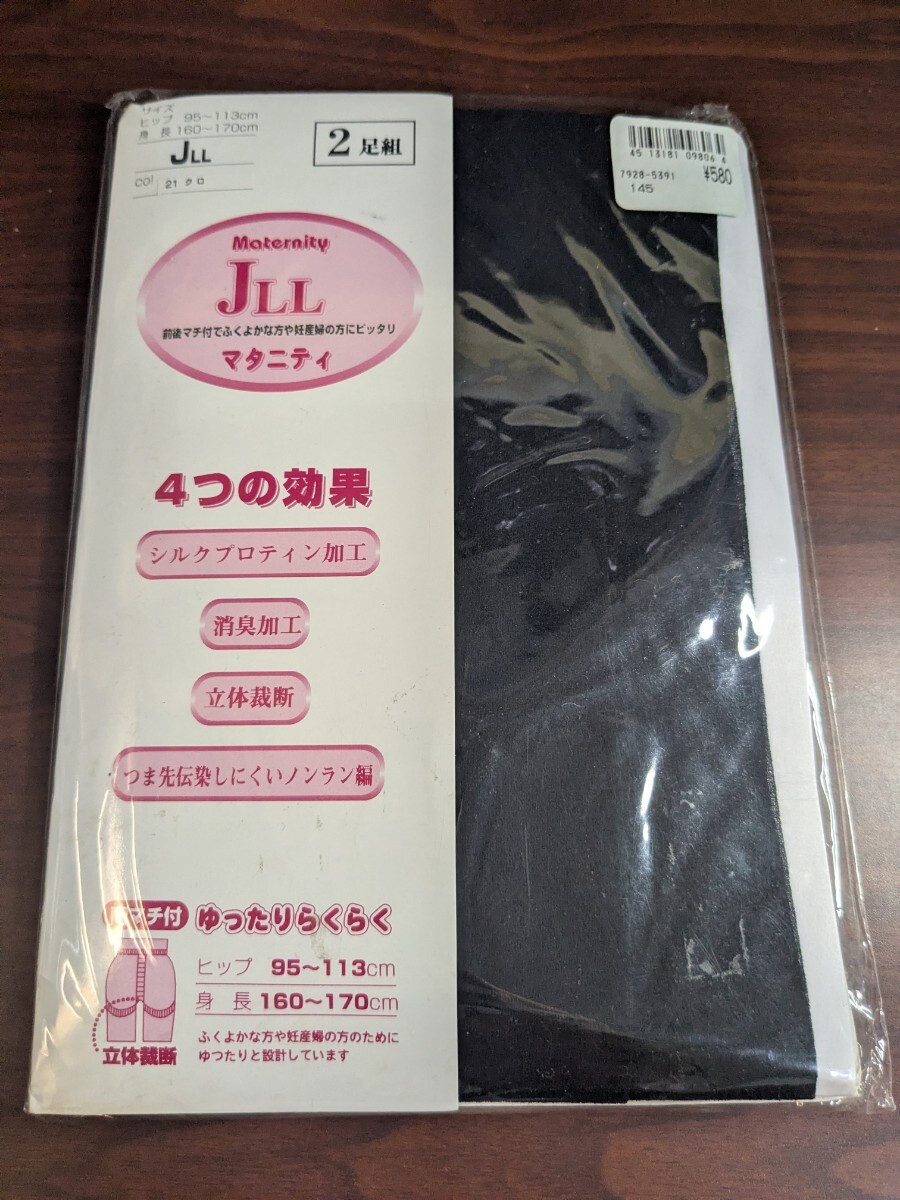 サイズ
ヒップ 95～113cm
身長 160～170cm
JLL
col 21 クロ
2足組
45 13181 09806 4
7928-5391 ¥580
145
Maternity
JLL
前後マチ付でふくよかな方や妊産婦の方にピッタリ
マタニティ
4つの効果
シルクプロティン加工
消臭加工
立体裁断
つま先伝染しにくいノンラン編
マチ付 ゆったりらくらく
ヒップ 95～113cm
身長 160～170cm
立体裁断
ふくよかな方や妊産婦の方のために
ゆったりと設計しています